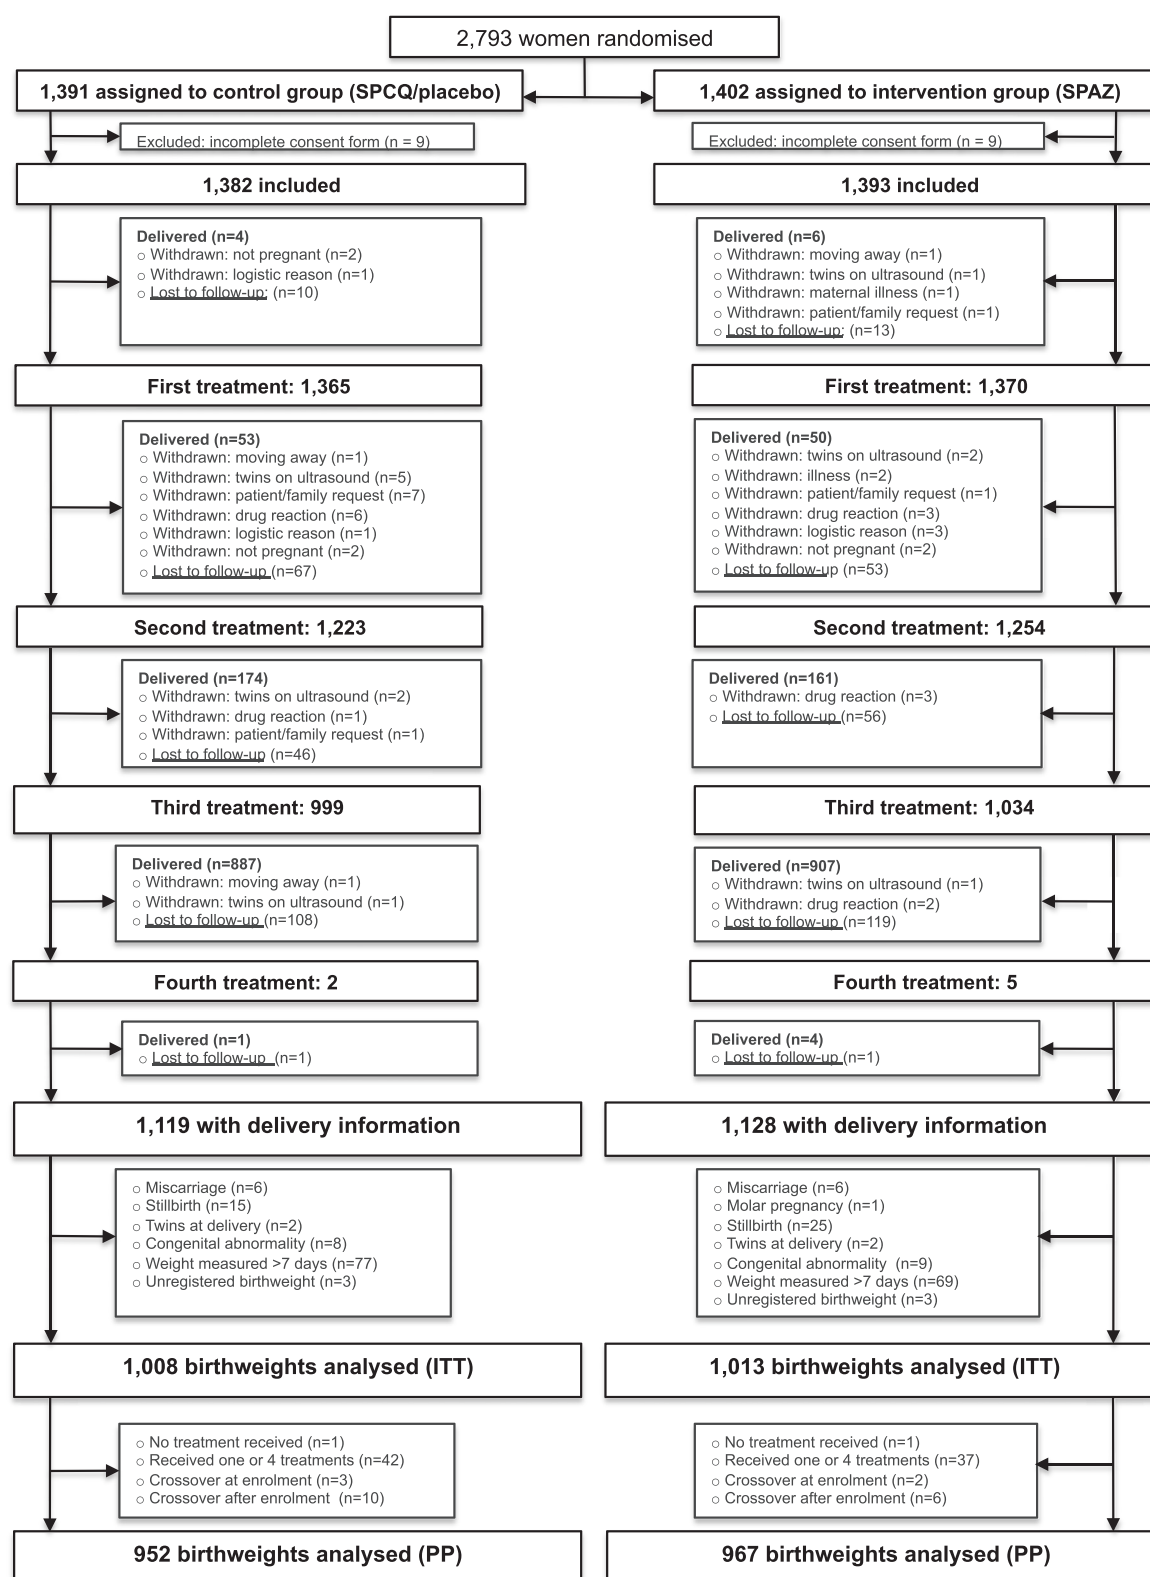 2,793 women randomised
1,391 assigned to control group (SPCQ/placebo)
1,402 assigned to intervention group (SPAZ)
Excluded: incomplete consent form (n = 9)
Excluded: incomplete consent form (n = 9)
1,382 included
1,393 included
Delivered (n=4)
○ Withdrawn: not pregnant (n=2)
○ Withdrawn: logistic reason (n=1)
○ Lost to follow-up: (n=10)
Delivered (n=6)
○ Withdrawn: moving away (n=1)
○ Withdrawn: twins on ultrasound (n=1)
○ Withdrawn: maternal illness (n=1)
○ Withdrawn: patient/family request (n=1)
○ Lost to follow-up: (n=13)
First treatment: 1,365
First treatment: 1,370
Delivered (n=53)
○ Withdrawn: moving away (n=1)
○ Withdrawn: twins on ultrasound (n=5)
○ Withdrawn: patient/family request (n=7)
○ Withdrawn: drug reaction (n=6)
○ Withdrawn: logistic reason (n=1)
○ Withdrawn: not pregnant (n=2)
○ Lost to follow-up (n=67)
Delivered (n=50)
○ Withdrawn: twins on ultrasound (n=2)
○ Withdrawn: illness (n=2)
○ Withdrawn: patient/family request (n=1)
○ Withdrawn: drug reaction (n=3)
○ Withdrawn: logistic reason (n=3)
○ Withdrawn: not pregnant (n=2)
○ Lost to follow-up (n=53)
Second treatment: 1,223
Second treatment: 1,254
Delivered (n=174)
○ Withdrawn: twins on ultrasound (n=2)
○ Withdrawn: drug reaction (n=1)
○ Withdrawn: patient/family request (n=1)
○ Lost to follow-up (n=46)
Delivered (n=161)
○ Withdrawn: drug reaction (n=3)
○ Lost to follow-up (n=56)
Third treatment: 999
Third treatment: 1,034
Delivered (n=887)
○ Withdrawn: moving away (n=1)
○ Withdrawn: twins on ultrasound (n=1)
○ Lost to follow-up (n=108)
Delivered (n=907)
○ Withdrawn: twins on ultrasound (n=1)
○ Withdrawn: drug reaction (n=2)
○ Lost to follow-up (n=119)
Fourth treatment: 2
Fourth treatment: 5
Delivered (n=1)
○ Lost to follow-up (n=1)
Delivered (n=4)
○ Lost to follow-up (n=1)
1,119 with delivery information
1,128 with delivery information
○ Miscarriage (n=6)
○ Stillbirth (n=15)
○ Twins at delivery (n=2)
○ Congenital abnormality (n=8)
○ Weight measured >7 days (n=77)
○ Unregistered birthweight (n=3)
○ Miscarriage (n=6)
○ Molar pregnancy (n=1)
○ Stillbirth (n=25)
○ Twins at delivery (n=2)
○ Congenital abnormality (n=9)
○ Weight measured >7 days (n=69)
○ Unregistered birthweight (n=3)
1,008 birthweights analysed (ITT)
1,013 birthweights analysed (ITT)
○ No treatment received (n=1)
○ Received one or 4 treatments (n=42)
○ Crossover at enrolment (n=3)
○ Crossover after enrolment (n=10)
○ No treatment received (n=1)
○ Received one or 4 treatments (n=37)
○ Crossover at enrolment (n=2)
○ Crossover after enrolment (n=6)
952 birthweights analysed (PP)
967 birthweights analysed (PP)